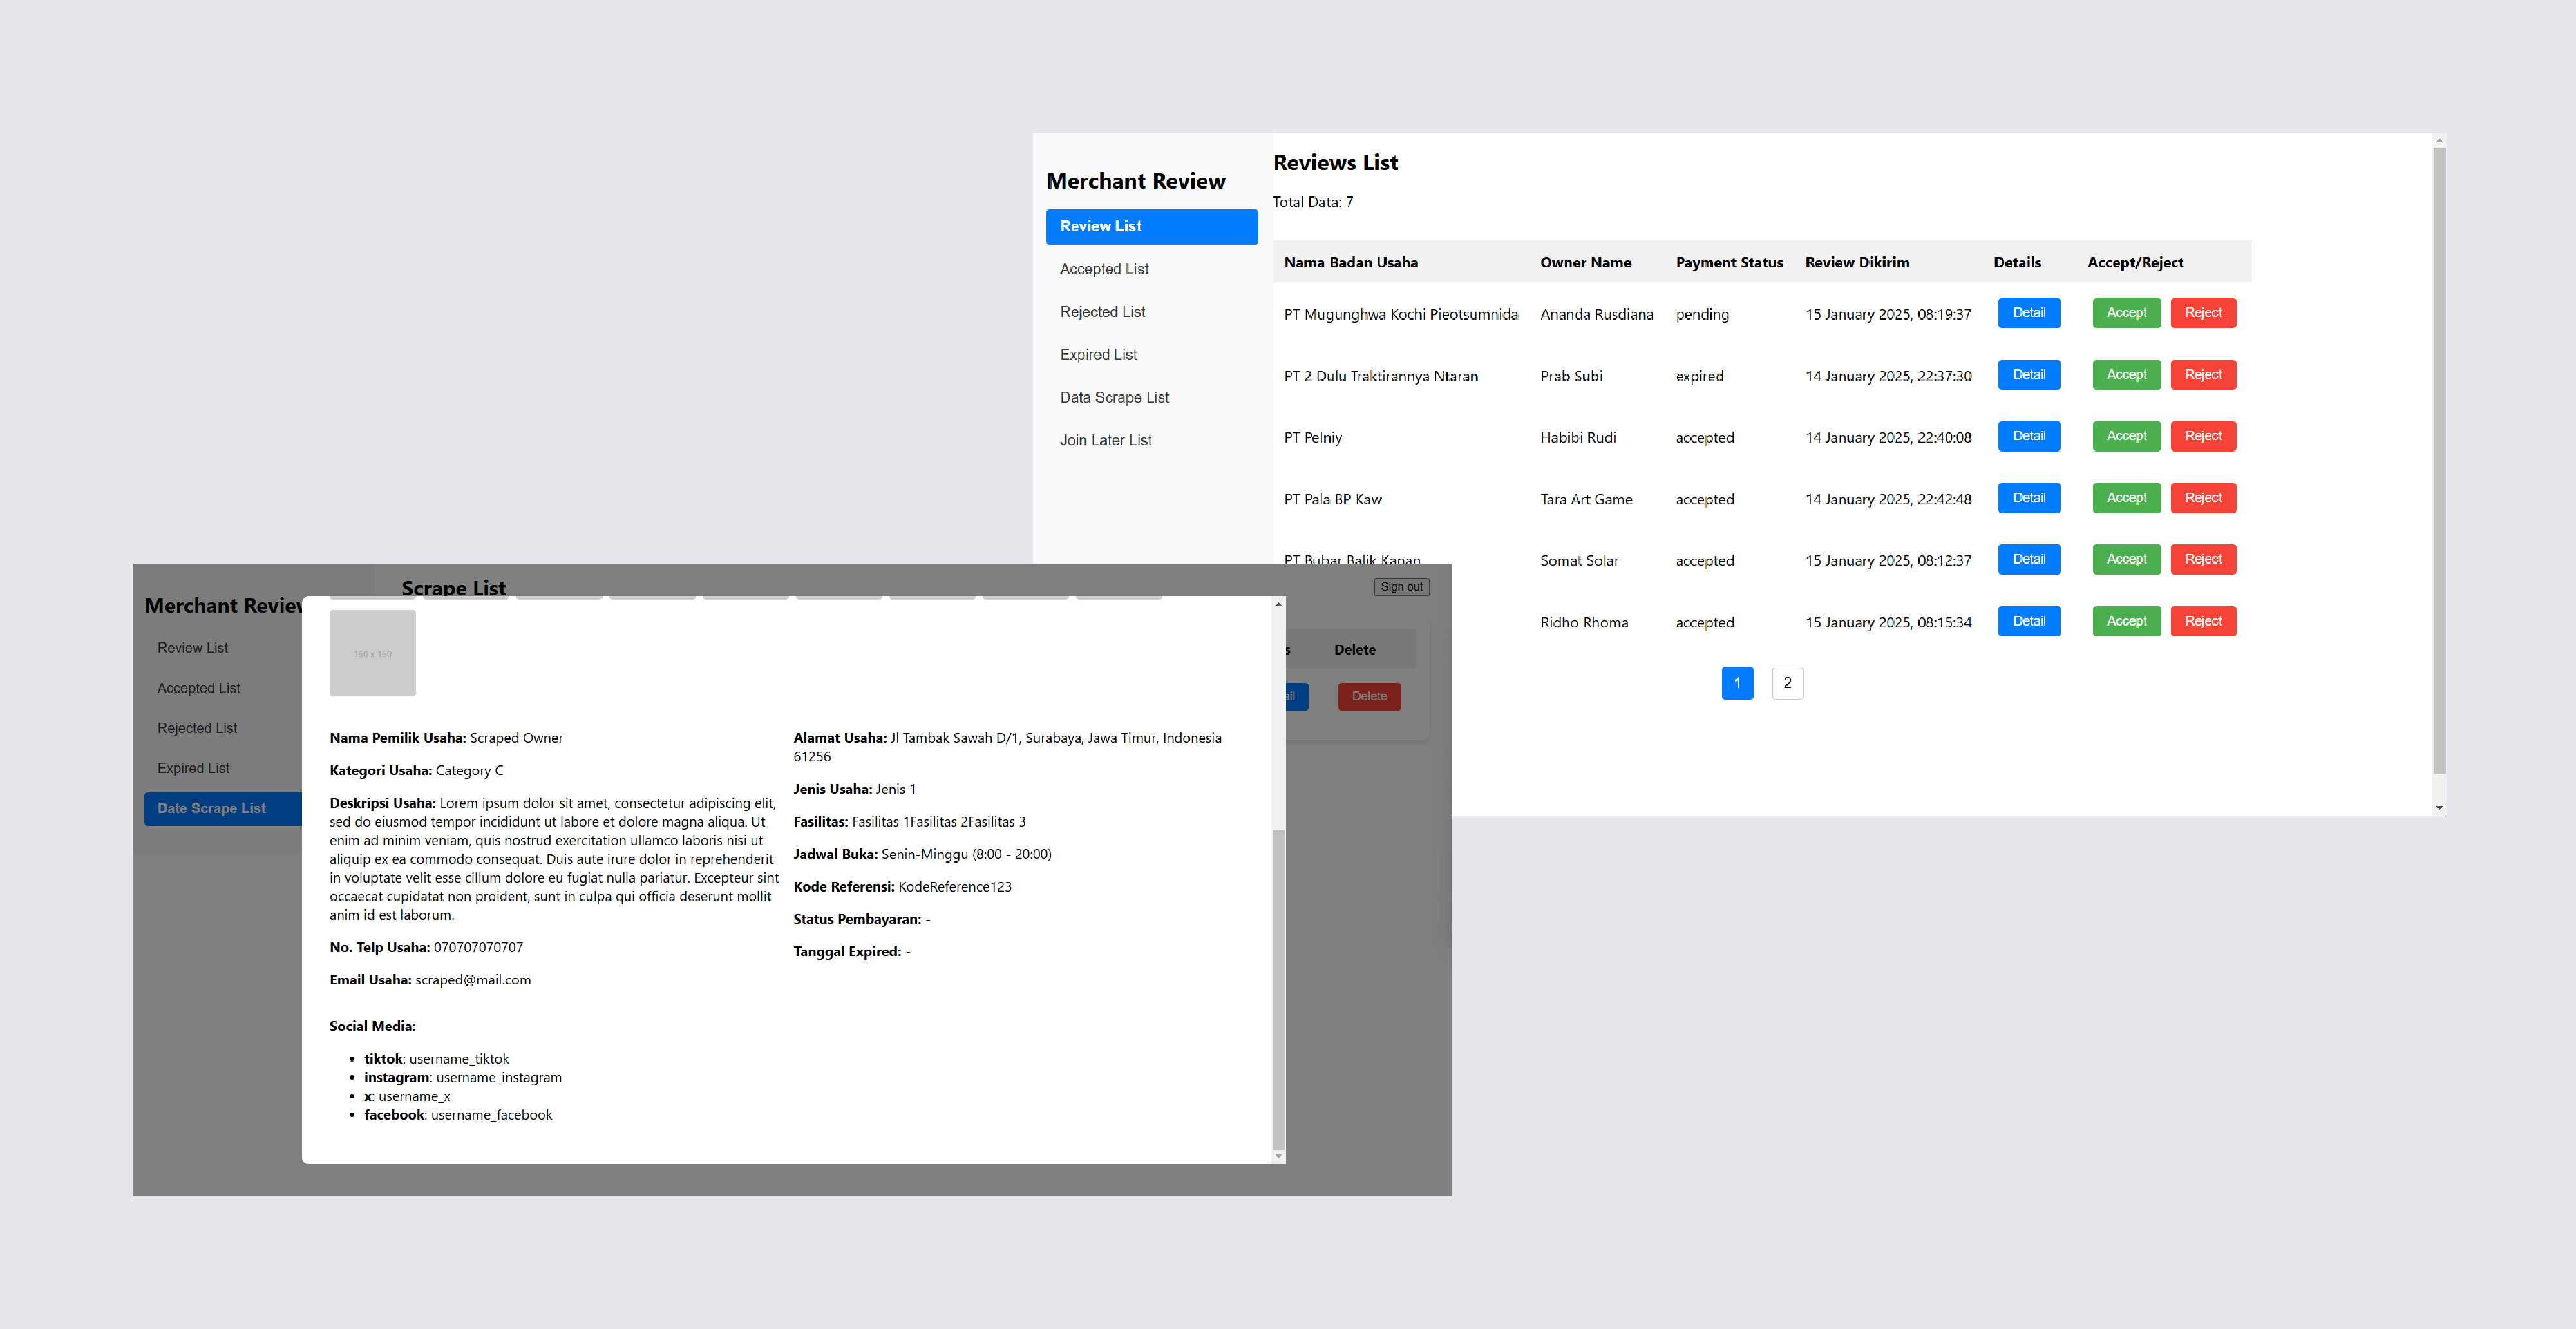 Merchant Review
Review List
Accepted List
Rejected List
Expired List
Data Scrape List
Join Later List
Reviews List
Total Data: 7
Nama Badan Usaha Owner Name Payment Status Review Dikirim Details Accept/Reject
PT Mugunghwa Kochi Pieotsumnida Ananda Rusdiana pending 15 January 2025, 08:19:37 Detail Accept Reject
PT 2 Dulu Traktirannya Ntaran Prab Subi expired 14 January 2025, 22:37:30 Detail Accept Reject
PT Pelniy Habibi Rudi accepted 14 January 2025, 22:40:08 Detail Accept Reject
PT Pala BP Kaw Tara Art Game accepted 14 January 2025, 22:42:48 Detail Accept Reject
PT Bubar Balik Kanan Somat Solar accepted 15 January 2025, 08:12:37 Detail Accept Reject
Ridho Rhoma accepted 15 January 2025, 08:15:34 Detail Accept Reject
1 2
Merchant Review
Review List
Accepted List
Rejected List
Expired List
Date Scrape List
Scrape List
Sign out
Delete
Delete
150 x 150
Nama Pemilik Usaha: Scraped Owner
Kategori Usaha: Category C
Deskripsi Usaha: Lorem ipsum dolor sit amet, consectetur adipiscing elit,
sed do eiusmod tempor incididunt ut labore et dolore magna aliqua. Ut
enim ad minim veniam, quis nostrud exercitation ullamco laboris nisi ut
aliquip ex ea commodo consequat. Duis aute irure dolor in reprehenderit
in voluptate velit esse cillum dolore eu fugiat nulla pariatur. Excepteur sint
occaecat cupidatat non proident, sunt in culpa qui officia deserunt mollit
anim id est laborum.
No. Telp Usaha: 070707070707
Email Usaha: scraped@mail.com
Alamat Usaha: Jl Tambak Sawah D/1, Surabaya, Jawa Timur, Indonesia
61256
Jenis Usaha: Jenis 1
Fasilitas: Fasilitas 1Fasilitas 2Fasilitas 3
Jadwal Buka: Senin-Minggu (8:00 - 20:00)
Kode Referensi: KodeReference123
Status Pembayaran: -
Tanggal Expired: -
Social Media:
• tiktok: username_tiktok
• instagram: username_instagram
• x: username_x
• facebook: username_facebook